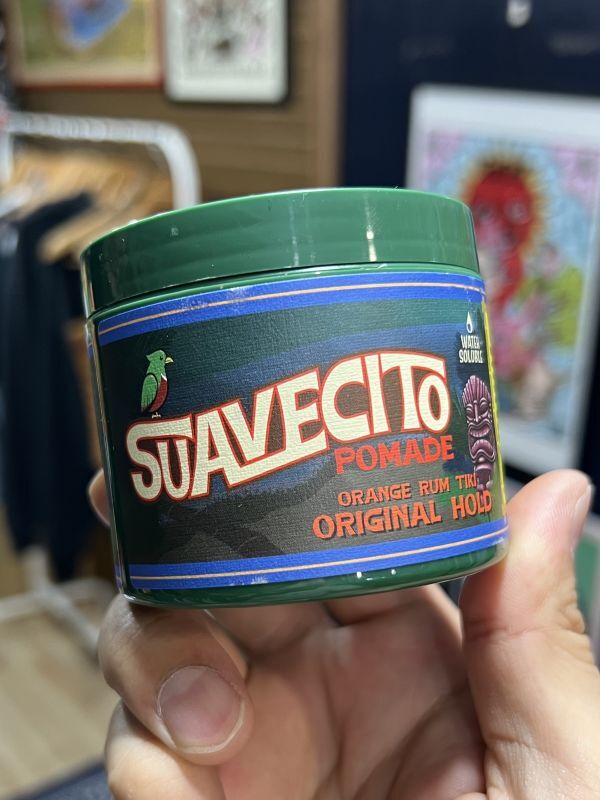 WATER
SOLUBLE
SUAVECITO
POMADE
ORANGE RUM TIKI
ORIGINAL HOLD